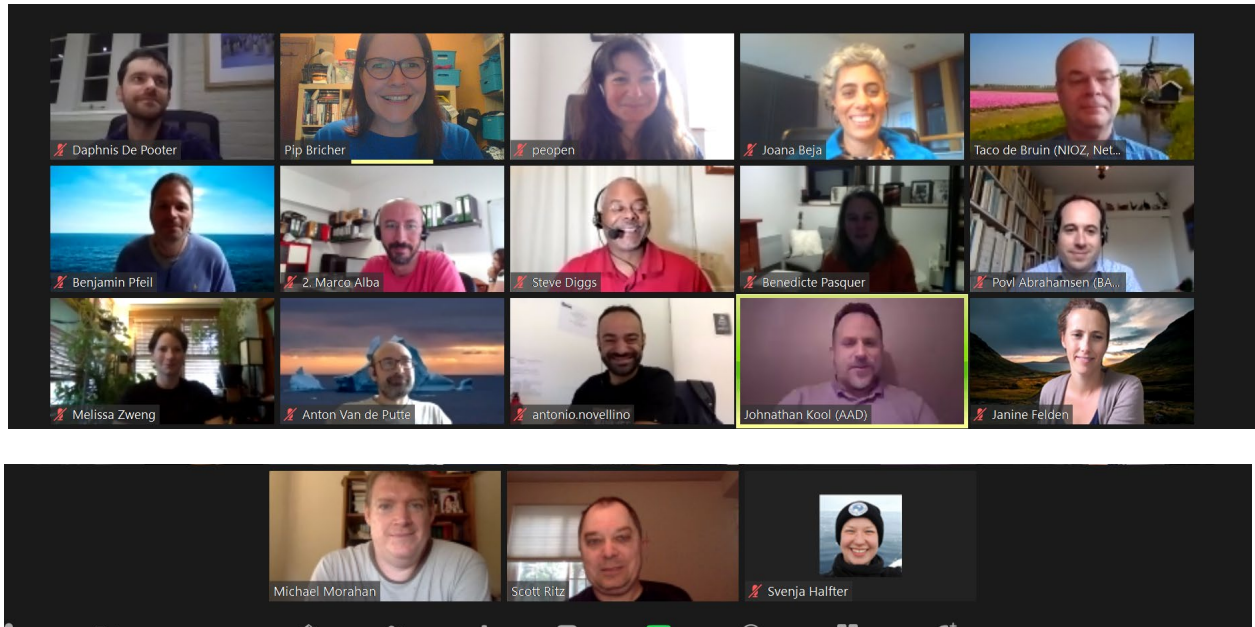 Daphnis De Pooter
Pip Bricher
peopen
Joana Beja
Taco de Bruin (NIOZ, Net...
Benjamin Pfeil
2. Marco Alba
Steve Diggs
Benedicte Pasquer
Povl Abrahamsen (BA...
Melissa Zweng
Anton Van de Putte
antonio.novellino
Johnathan Kool (AAD)
Janine Felden
Michael Morahan
Scott Ritz
Svenja Halfter